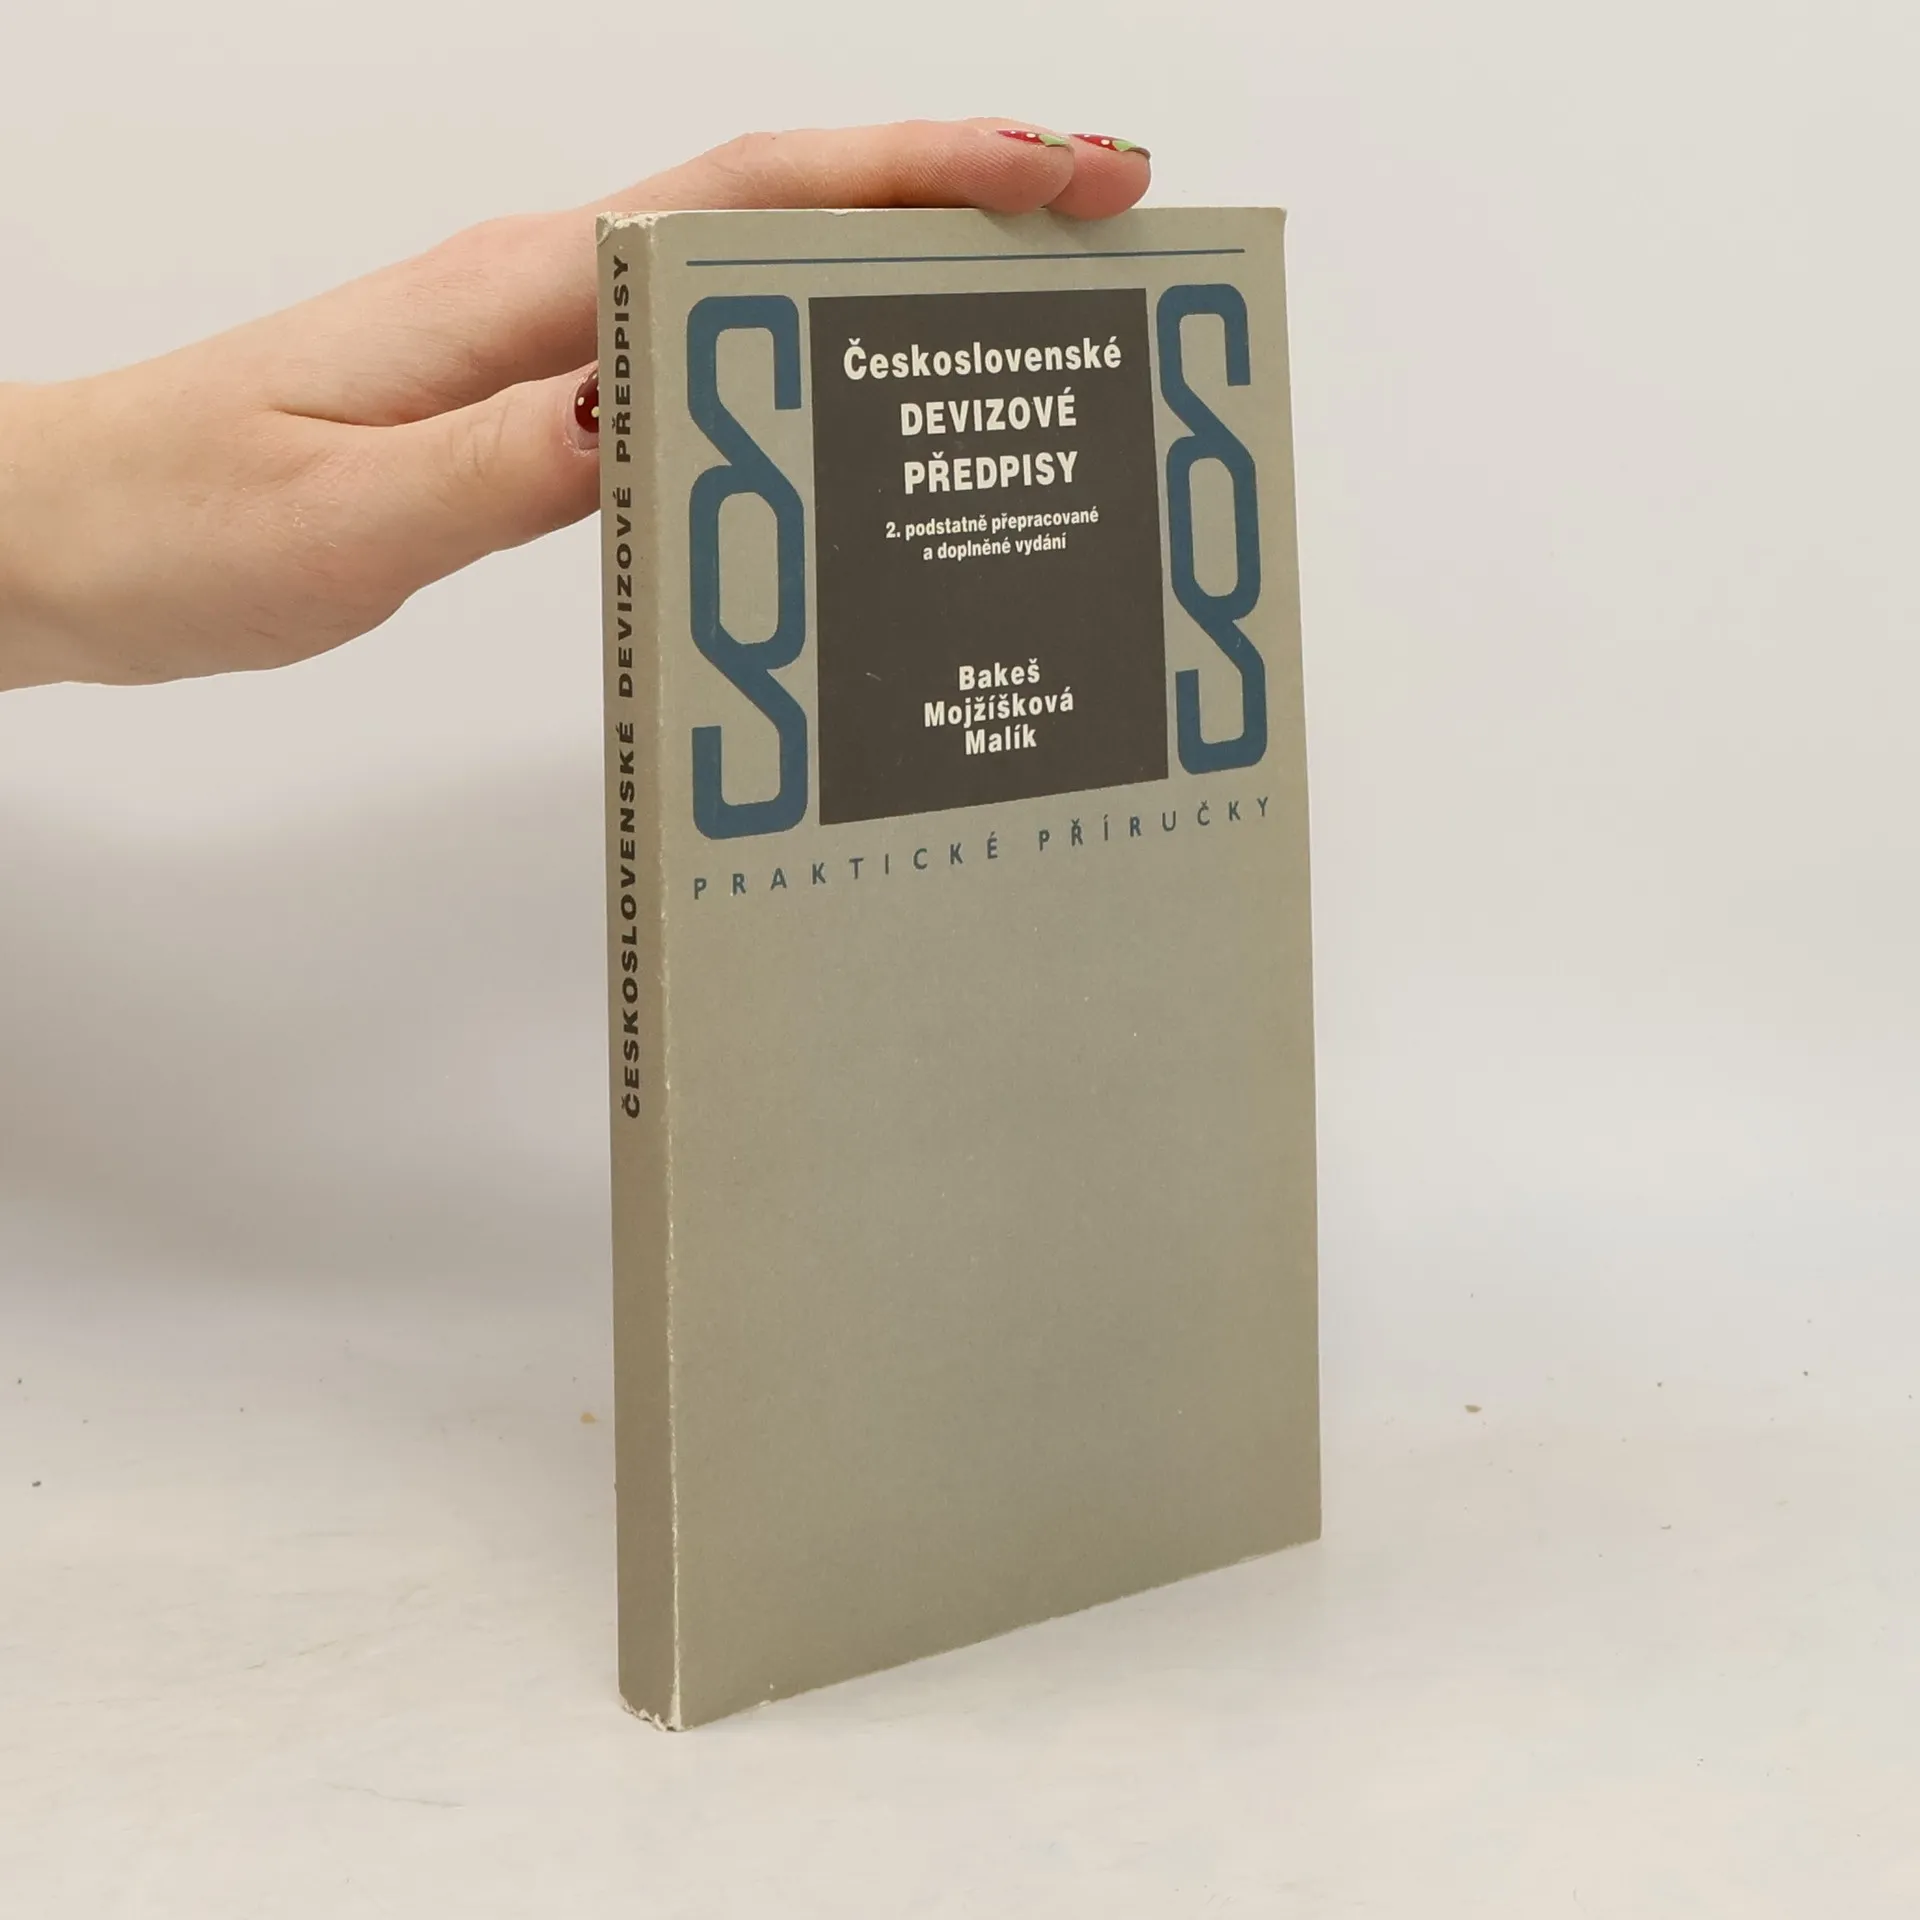 ČESKOSLOVENSKÉ DEVIZOVÉ PŘEDPISY
Československé
DEVIZOVÉ
PŘEDPISY
2. podstatně přepracované
a doplněné vydání
Bakeš
Mojžíšková
Malík
PRAKTICKÉ PŘÍRUČKY